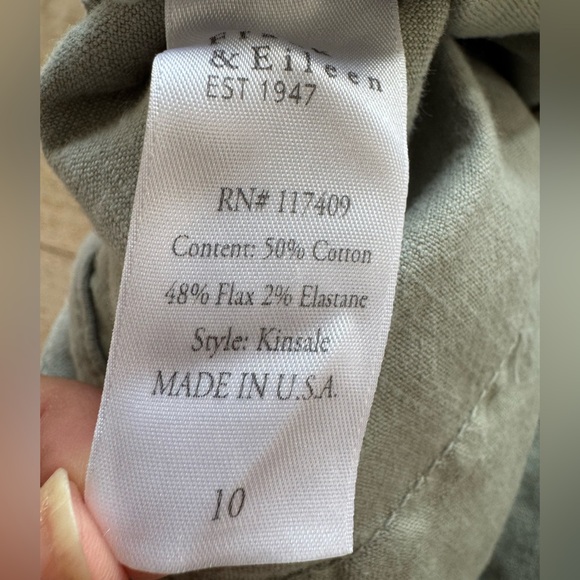 & Eileen
EST 1947
RN# 117409
Content: 50% Cotton
48% Flax 2% Elastane
Style: Kinsale
MADE IN U.S.A.
10